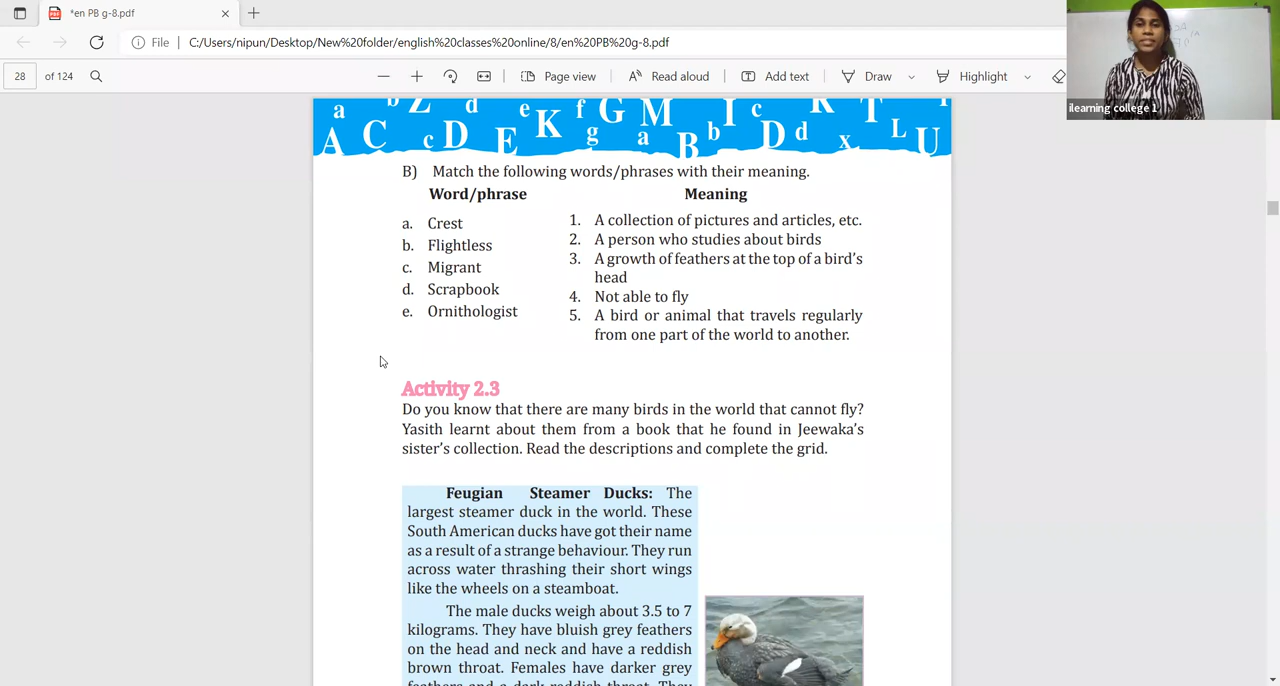 *en PB g-8.pdf
File
C:/Users/nipun/Desktop/New%20folder/english%20classes%20online/8/en%20PB%20g-8.pdf
28 of 124
Page view
Read aloud
Add text
Draw
Highlight
ilearning college 1
a b Z d e K f G M I c R T I
A C c D E g a B b D d x L U
B) Match the following words/phrases with their meaning.
Word/phrase
a. Crest
b. Flightless
c. Migrant
d. Scrapbook
e. Ornithologist
Meaning
1. A collection of pictures and articles, etc.
2. A person who studies about birds
3. A growth of feathers at the top of a bird's
head
4. Not able to fly
5. A bird or animal that travels regularly
from one part of the world to another.
Activity 2.3
Do you know that there are many birds in the world that cannot fly?
Yasith learnt about them from a book that he found in Jeewaka's
sister's collection. Read the descriptions and complete the grid.
Feugian Steamer Ducks: The
largest steamer duck in the world. These
South American ducks have got their name
as a result of a strange behaviour. They run
across water thrashing their short wings
like the wheels on a steamboat.
The male ducks weigh about 3.5 to 7
kilograms. They have bluish grey feathers
on the head and neck and have a reddish
brown throat. Females have darker grey
feathers and a dark reddish throat. They